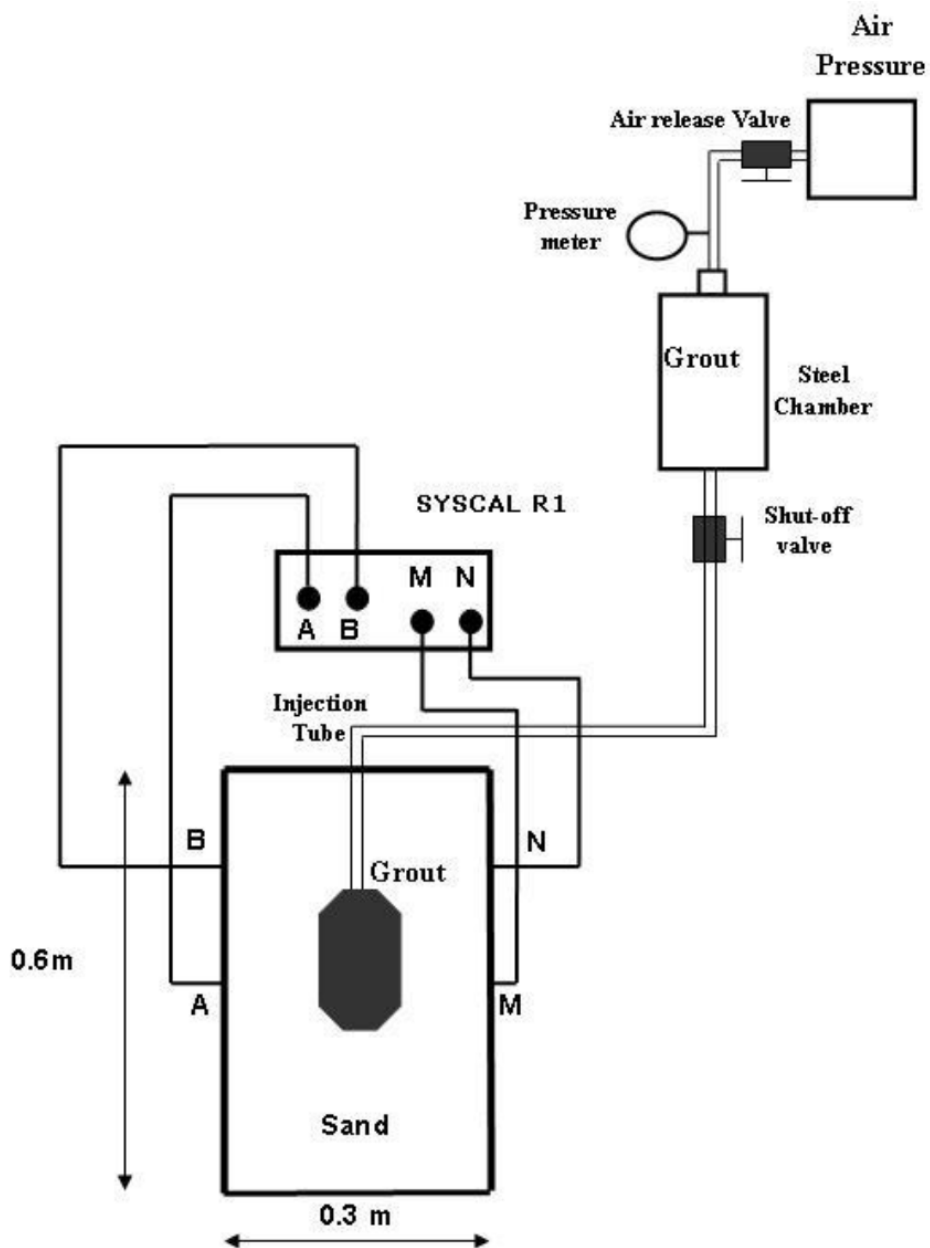 Air
Pressure
Air release Valve
Pressure
meter
Grout
Steel
Chamber
SYSCAL R1
Shut-off
valve
M N
A B
Injection
Tube
B
N
Grout
0.6m
A
M
Sand
0.3 m